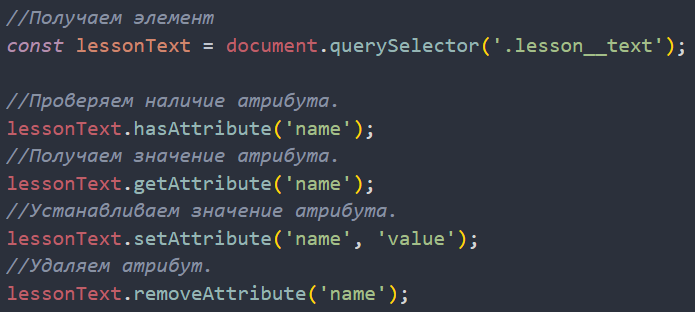 //Получаем элемент
const lessonText = document.querySelector('.lesson__text');
//Проверяем наличие атрибута.
lessonText.hasAttribute('name');
//Получаем значение атрибута.
lessonText.getAttribute('name');
//Устанавливаем значение атрибута.
lessonText.setAttribute('name', 'value');
//Удаляем атрибут.
lessonText.removeAttribute('name');